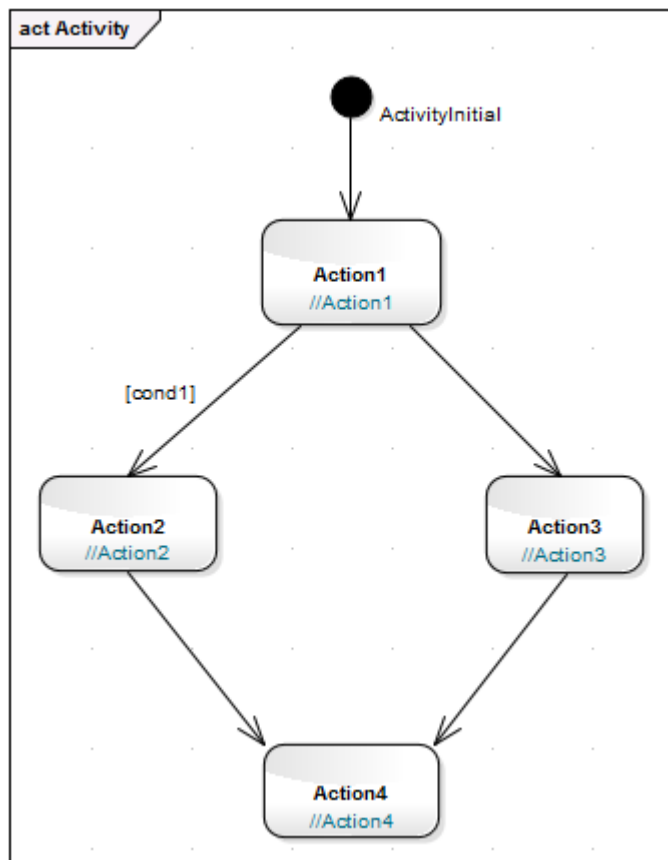 act Activity
ActivityInitial
Action1
//Action1
[cond1]
Action2
//Action2
Action3
//Action3
Action4
//Action4